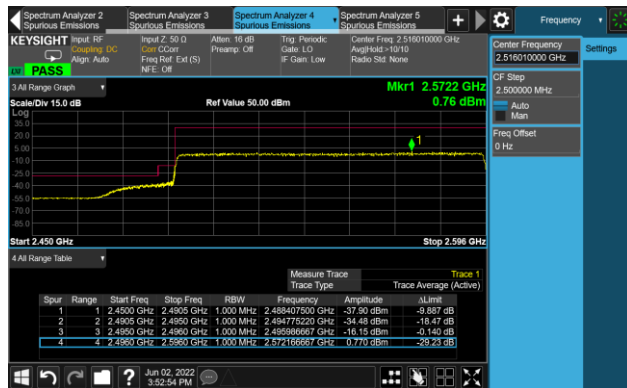 Spectrum Analyzer 2
Spurious Emissions
Spectrum Analyzer 3
Spurious Emissions
Spectrum Analyzer 4
Spurious Emissions
Spectrum Analyzer 5
Spurious Emissions
Frequency
KEYSIGHT
Input: RF
Coupling: DC
Align: Auto
Input Z: 50 Ω
Corr CCorr
Freq Ref: Ext (S)
NFE: Off
Atten: 16 dB
Preamp: Off
Trig: Periodic
Gate: LO
IF Gain: Low
Center Freq: 2.516010000 GHz
Avg|Hold:>10/10
Radio Std: None
PASS
Center Frequency
2.516010000 GHz
Settings
CF Step
2.500000 MHz
Auto
Man
Freq Offset
0 Hz
3 All Range Graph
Mkr1 2.5722 GHz
Scale/Div 15.0 dB
Ref Value 50.00 dBm
0.76 dBm
Log
35.0
20.0
5.00
-10.0
-25.0
-40.0
-55.0
-70.0
-85.0
1
Start 2.450 GHz
Stop 2.596 GHz
4 All Range Table
Measure Trace Trace 1
Trace Type Trace Average (Active)
Spur Range Start Freq Stop Freq RBW Frequency Amplitude ΔLimit
1 1 2.4500 GHz 2.4905 GHz 1.000 MHz 2.488407500 GHz -37.90 dBm -9.887 dB
2 2 2.4905 GHz 2.4950 GHz 1.000 MHz 2.494775220 GHz -34.48 dBm -18.47 dB
3 3 2.4950 GHz 2.4960 GHz 1.000 MHz 2.495986667 GHz -16.15 dBm -0.140 dB
4 4 2.4960 GHz 2.5960 GHz 1.000 MHz 2.572166667 GHz 0.770 dBm -29.23 dB
Jun 02, 2022
3:52:54 PM